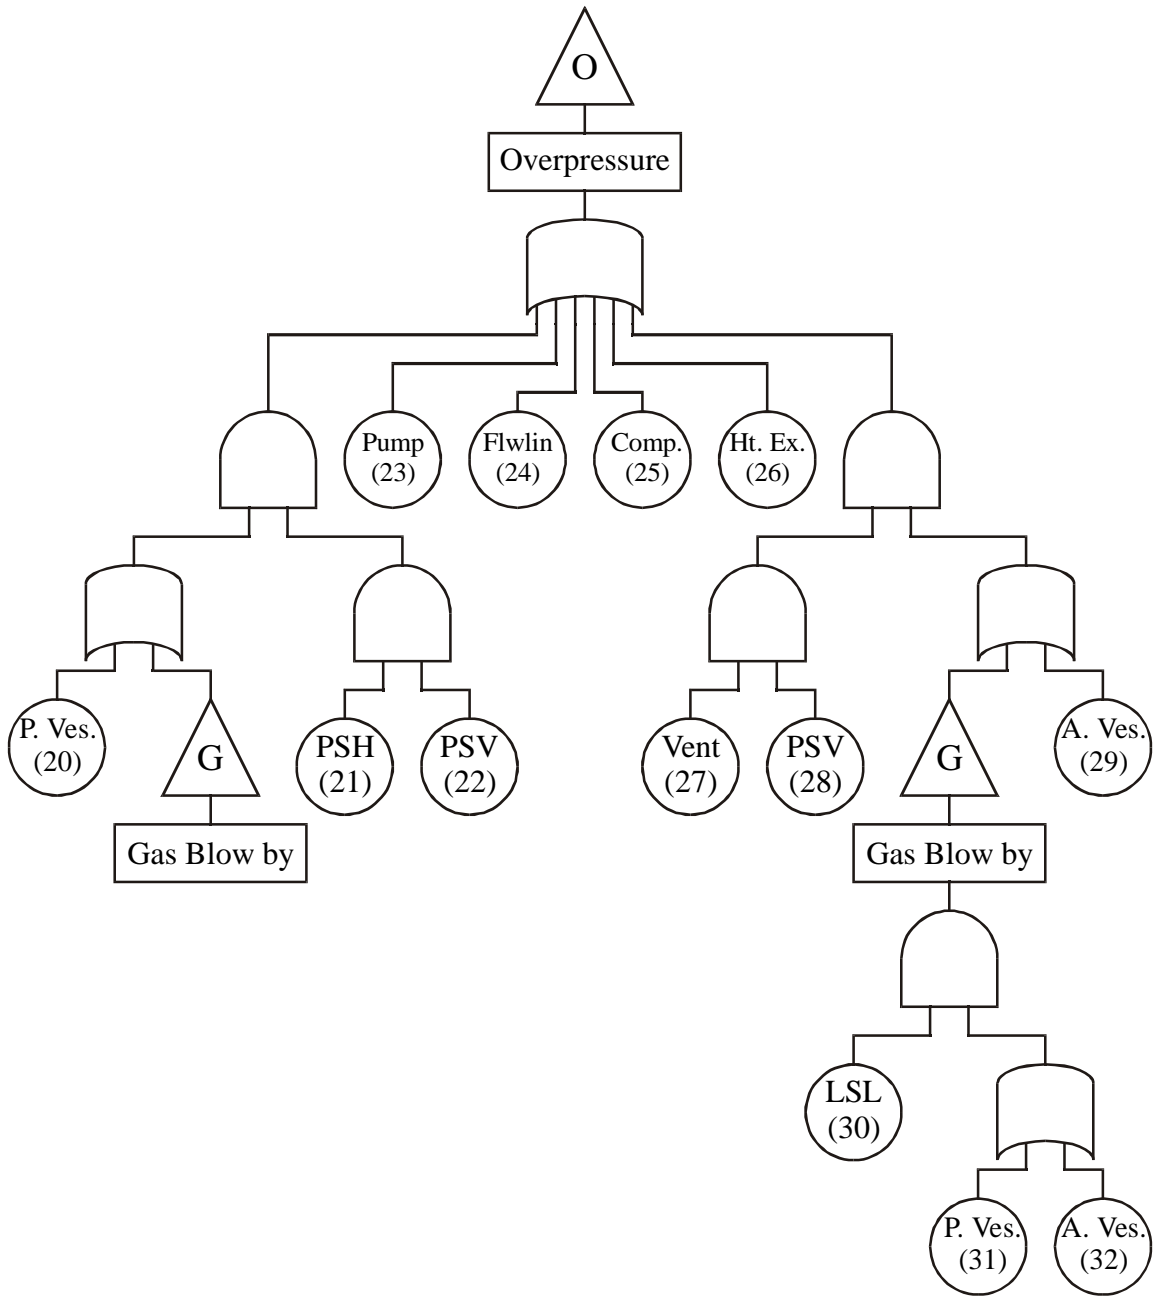 O
Overpressure
Pump
(23)
Flwlin
(24)
Comp.
(25)
Ht. Ex.
(26)
P. Ves.
(20)
G
Gas Blow by
PSH
(21)
PSV
(22)
Vent
(27)
PSV
(28)
G
Gas Blow by
A. Ves.
(29)
LSL
(30)
P. Ves.
(31)
A. Ves.
(32)